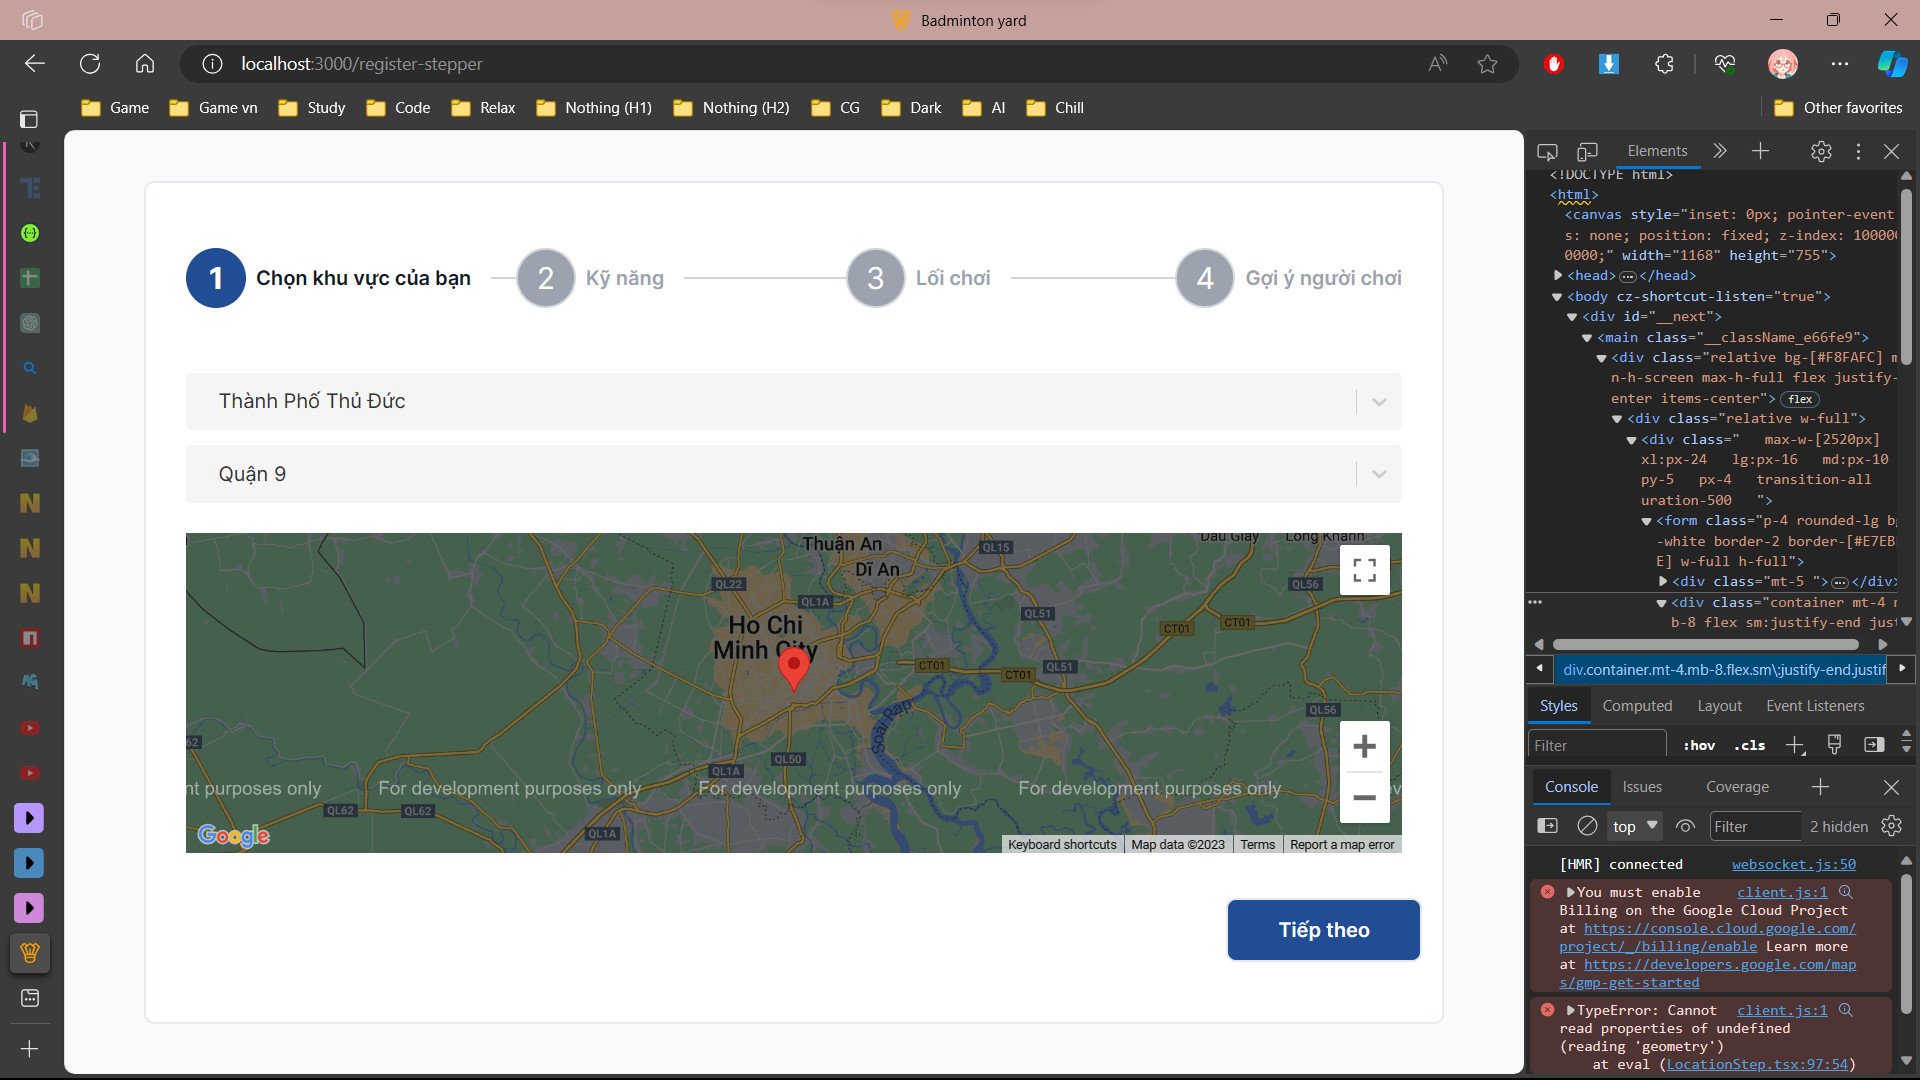 Badminton yard
localhost:3000/register-stepper
Game
Game vn
Study
Code
Relax
Nothing (H1)
Nothing (H2)
CG
Dark
AI
Chill
Other favorites
1 Chọn khu vực của bạn
2 Kỹ năng
3 Lối chơi
4 Gợi ý người chơi
Thành Phố Thủ Đức
Quận 9
Thuận An
Dĩ An
Dau Giay
Long Khanh
QL15
QL22
QL1A
QL56
QL51
CT01
CT01
Ho Chi
Minh City
CT01
CT01
QL51
QL56
Soai Rap
62
QL50
QL1A
nt purposes only
For development purposes only
For development purposes only
For development purposes only
QL62
QL62
QL1A
Google
Keyboard shortcuts
Map data ©2023
Terms
Report a map error
Tiếp theo
Elements
<!DOCTYPE html>
<html>
<canvas style="inset: 0px; pointer-event
s: none; position: fixed; z-index: 10000
0000;" width="1168" height="755">
<head>…</head>
<body cz-shortcut-listen="true">
<div id="__next">
<main class="__className_e66fe9">
<div class="relative bg-[#F8FAFC] m
n-h-screen max-h-full flex justify-
enter items-center"> flex
<div class="relative w-full">
<div class=" max-w-[2520px]
xl:px-24 lg:px-16 md:px-10
py-5 px-4 transition-all
uration-500 ">
<form class="p-4 rounded-lg b
-white border-2 border-[#E7EB
E] w-full h-full">
<div class="mt-5 ">…</div>
<div class="container mt-4 m
b-8 flex sm:justify-end just
div.container.mt-4.mb-8.flex.sm\:justify-end.justif
Styles
Computed
Layout
Event Listeners
Filter
:hov
.cls
Console
Issues
Coverage
top
Filter
2 hidden
[HMR] connected websocket.js:50
You must enable client.js:1
Billing on the Google Cloud Project
at https://console.cloud.google.com/
project/_/billing/enable Learn more
at https://developers.google.com/map
s/gmp-get-started
TypeError: Cannot client.js:1
read properties of undefined
(reading 'geometry')
at eval (LocationStep.tsx:97:54)